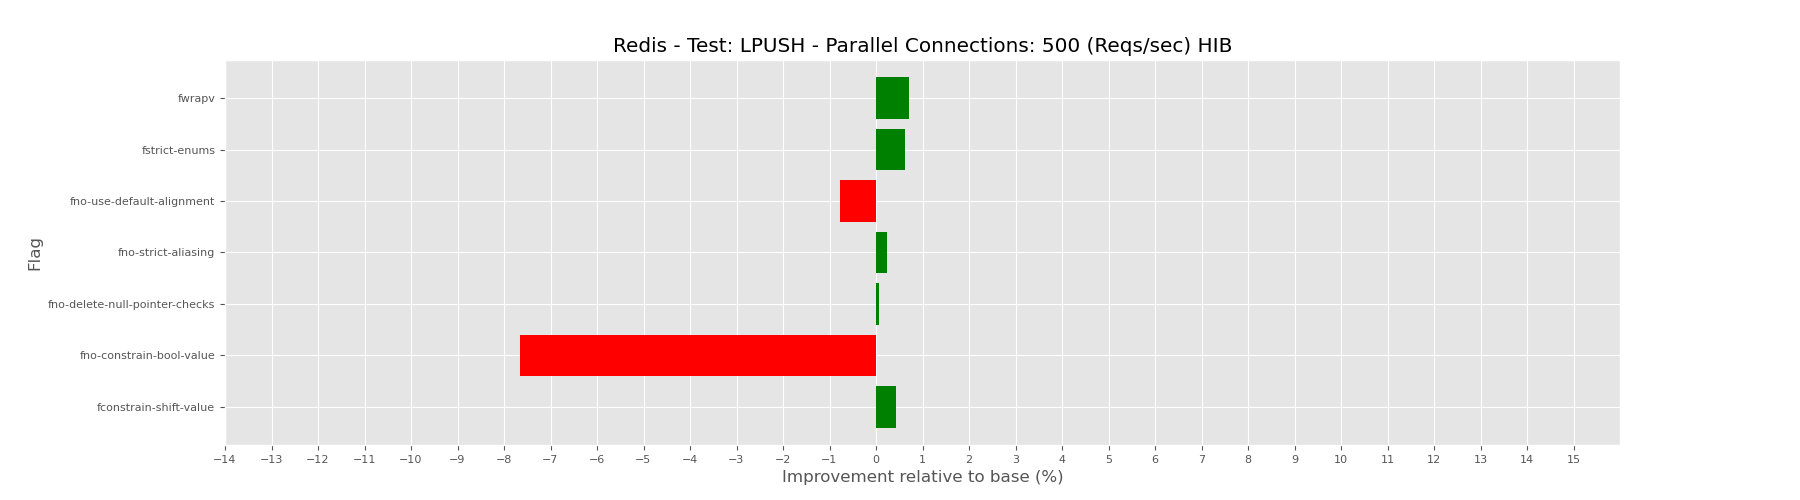 Redis - Test: LPUSH - Parallel Connections: 500 (Reqs/sec) HIB
Flag
fwrapv
fstrict-enums
fno-use-default-alignment
fno-strict-aliasing
fno-delete-null-pointer-checks
fno-constrain-bool-value
fconstrain-shift-value
−14 −13 −12 −11 −10 −9 −8 −7 −6 −5 −4 −3 −2 −1 0 1 2 3 4 5 6 7 8 9 10 11 12 13 14 15
Improvement relative to base (%)